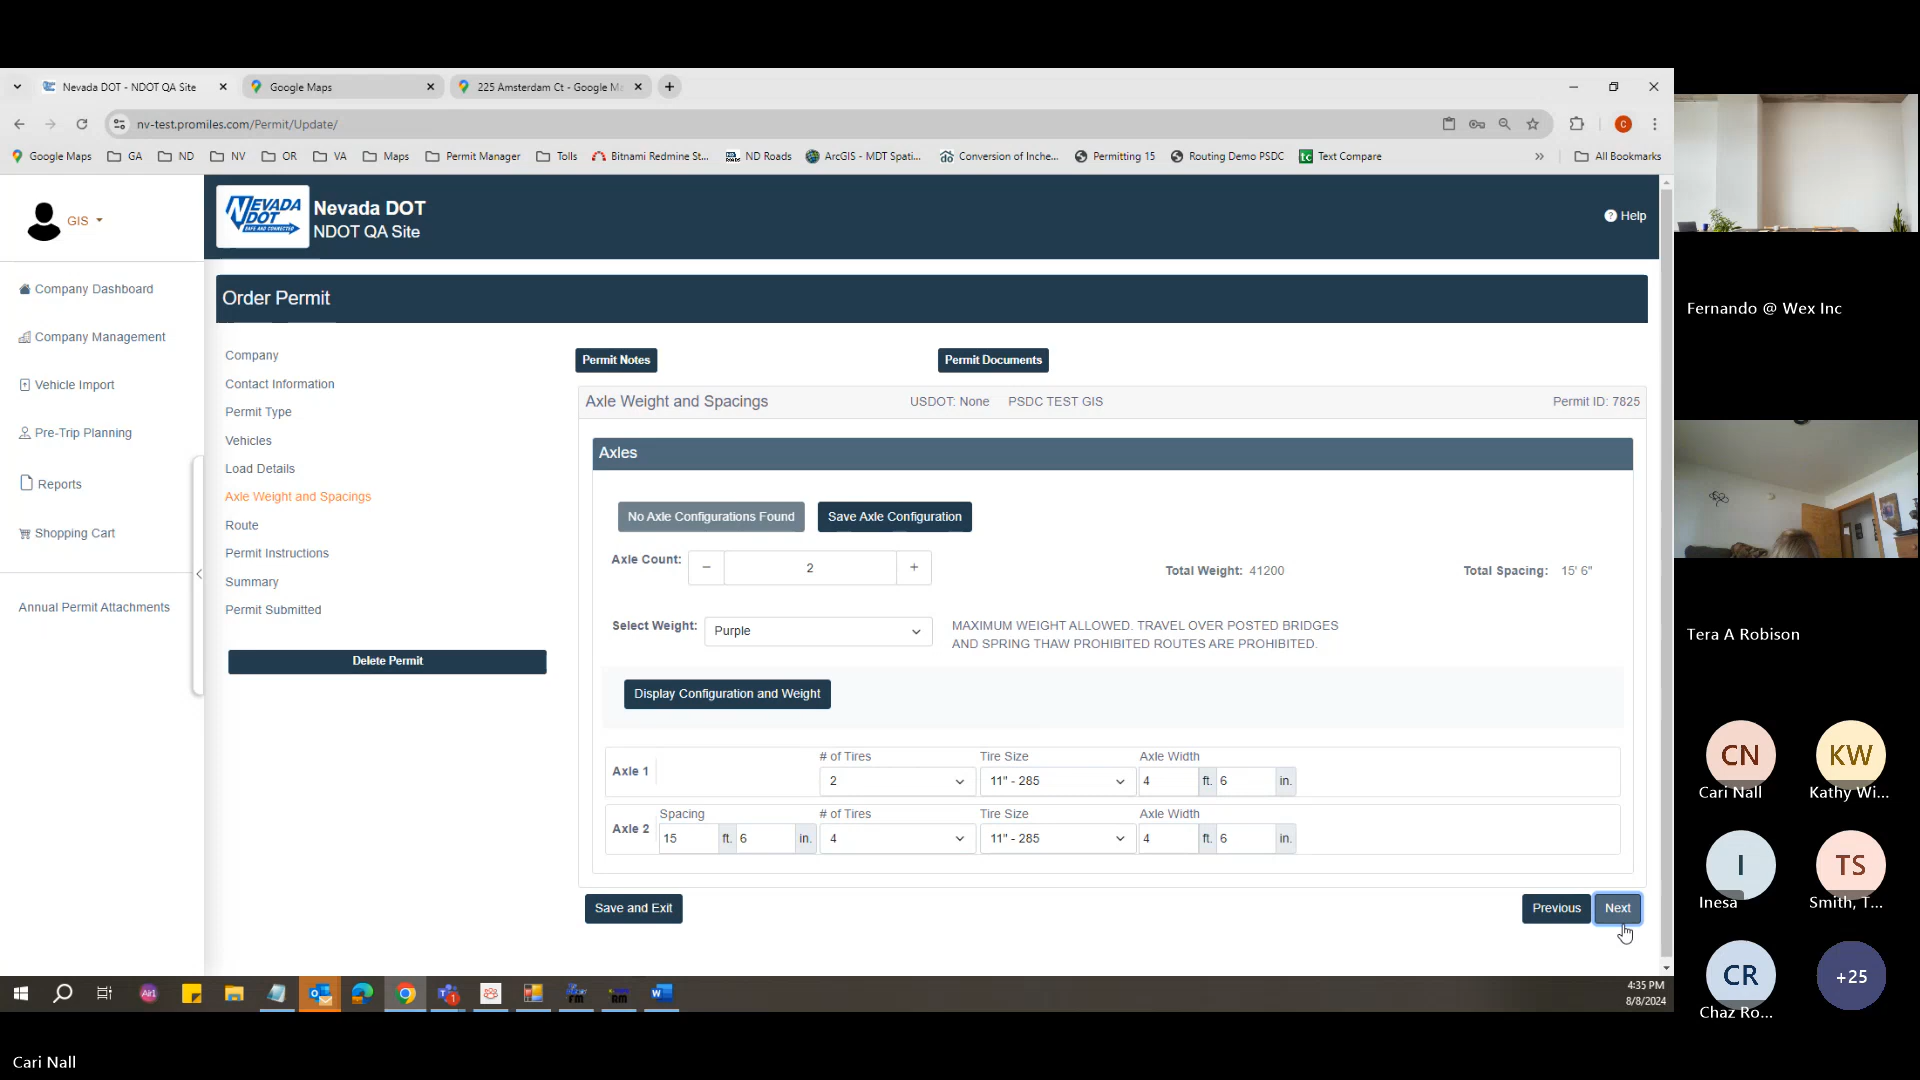 Nevada DOT - NDOT QA Site
Google Maps
225 Amsterdam Ct - Google M
nv-test.promiles.com/Permit/Update/
C
Google Maps
GA
ND
NV
OR
VA
Maps
Permit Manager
Tolls
Bitnami Redmine St...
ND Roads
ArcGIS - MDT Spati...
Conversion of Inche...
Permitting 15
Routing Demo PSDC
tc Text Compare
All Bookmarks
GIS
NEVADA DOT
SAFE AND CONNECTED
Nevada DOT
NDOT QA Site
Help
Company Dashboard
Company Management
Vehicle Import
Pre-Trip Planning
Reports
Shopping Cart
Annual Permit Attachments
Order Permit
Company
Contact Information
Permit Type
Vehicles
Load Details
Axle Weight and Spacings
Route
Permit Instructions
Summary
Permit Submitted
Delete Permit
Permit Notes
Permit Documents
Axle Weight and Spacings
USDOT: None
PSDC TEST GIS
Permit ID: 7825
Axles
No Axle Configurations Found
Save Axle Configuration
Axle Count:
−
2
+
Total Weight: 41200
Total Spacing: 15' 6"
Select Weight:
Purple
MAXIMUM WEIGHT ALLOWED. TRAVEL OVER POSTED BRIDGES
AND SPRING THAW PROHIBITED ROUTES ARE PROHIBITED.
Display Configuration and Weight
# of Tires
Tire Size
Axle Width
Axle 1
2
11" - 285
4 ft. 6 in.
Spacing
# of Tires
Tire Size
Axle Width
Axle 2
15 ft. 6 in.
4
11" - 285
4 ft. 6 in.
Save and Exit
Previous
Next
4:35 PM
8/8/2024
Fernando @ Wex Inc
Tera A Robison
CN
Cari Nall
KW
Kathy Wi...
I
Inesa
TS
Smith, T...
CR
Chaz Ro...
+25
Cari Nall